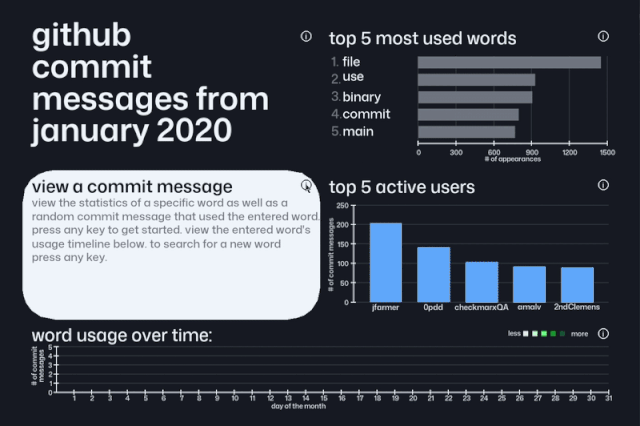 github
commit
messages from
january 2020
top 5 most used words
1. file
2. use
3. binary
4. commit
5. main
0 300 600 900 1200 1500
# of appearances
view a commit message
view the statistics of a specific word as well as a
random commit message that used the entered word.
press any key to get started. view the entered word's
usage timeline below. to search for a new word
press any key.
top 5 active users
# of commit messages
250
200
150
100
50
0
jfarmer 0pdd checkmarxQA amalv 2ndClemens
word usage over time:
less more
# of commit
messages
5
4
3
2
1
0
1 2 3 4 5 6 7 8 9 10 11 12 13 14 15 16 17 18 19 20 21 22 23 24 25 26 27 28 29 30 31
day of the month